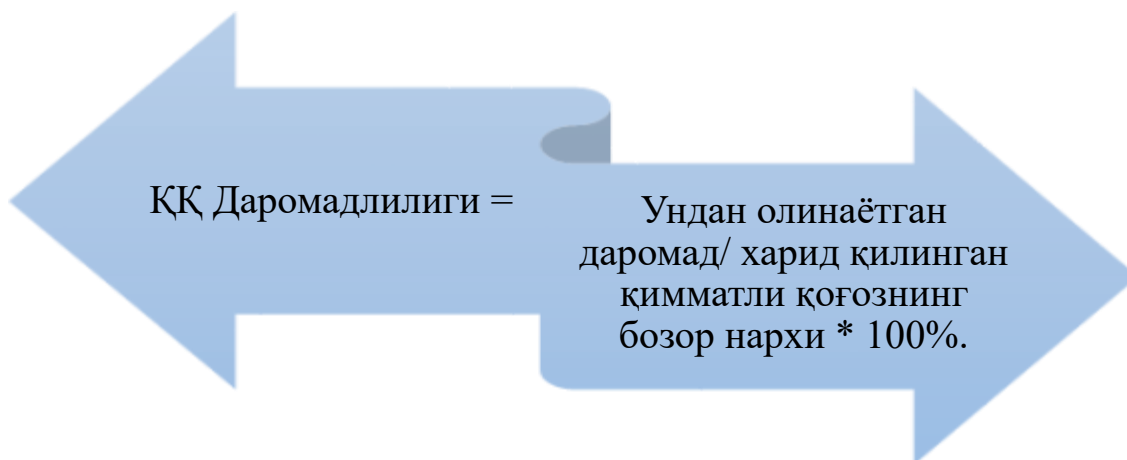 ҚҚ Даромадлилиги =
Ундан олинаётган
даромад/ харид қилинган
қимматли қоғознинг
бозор нархи * 100%.